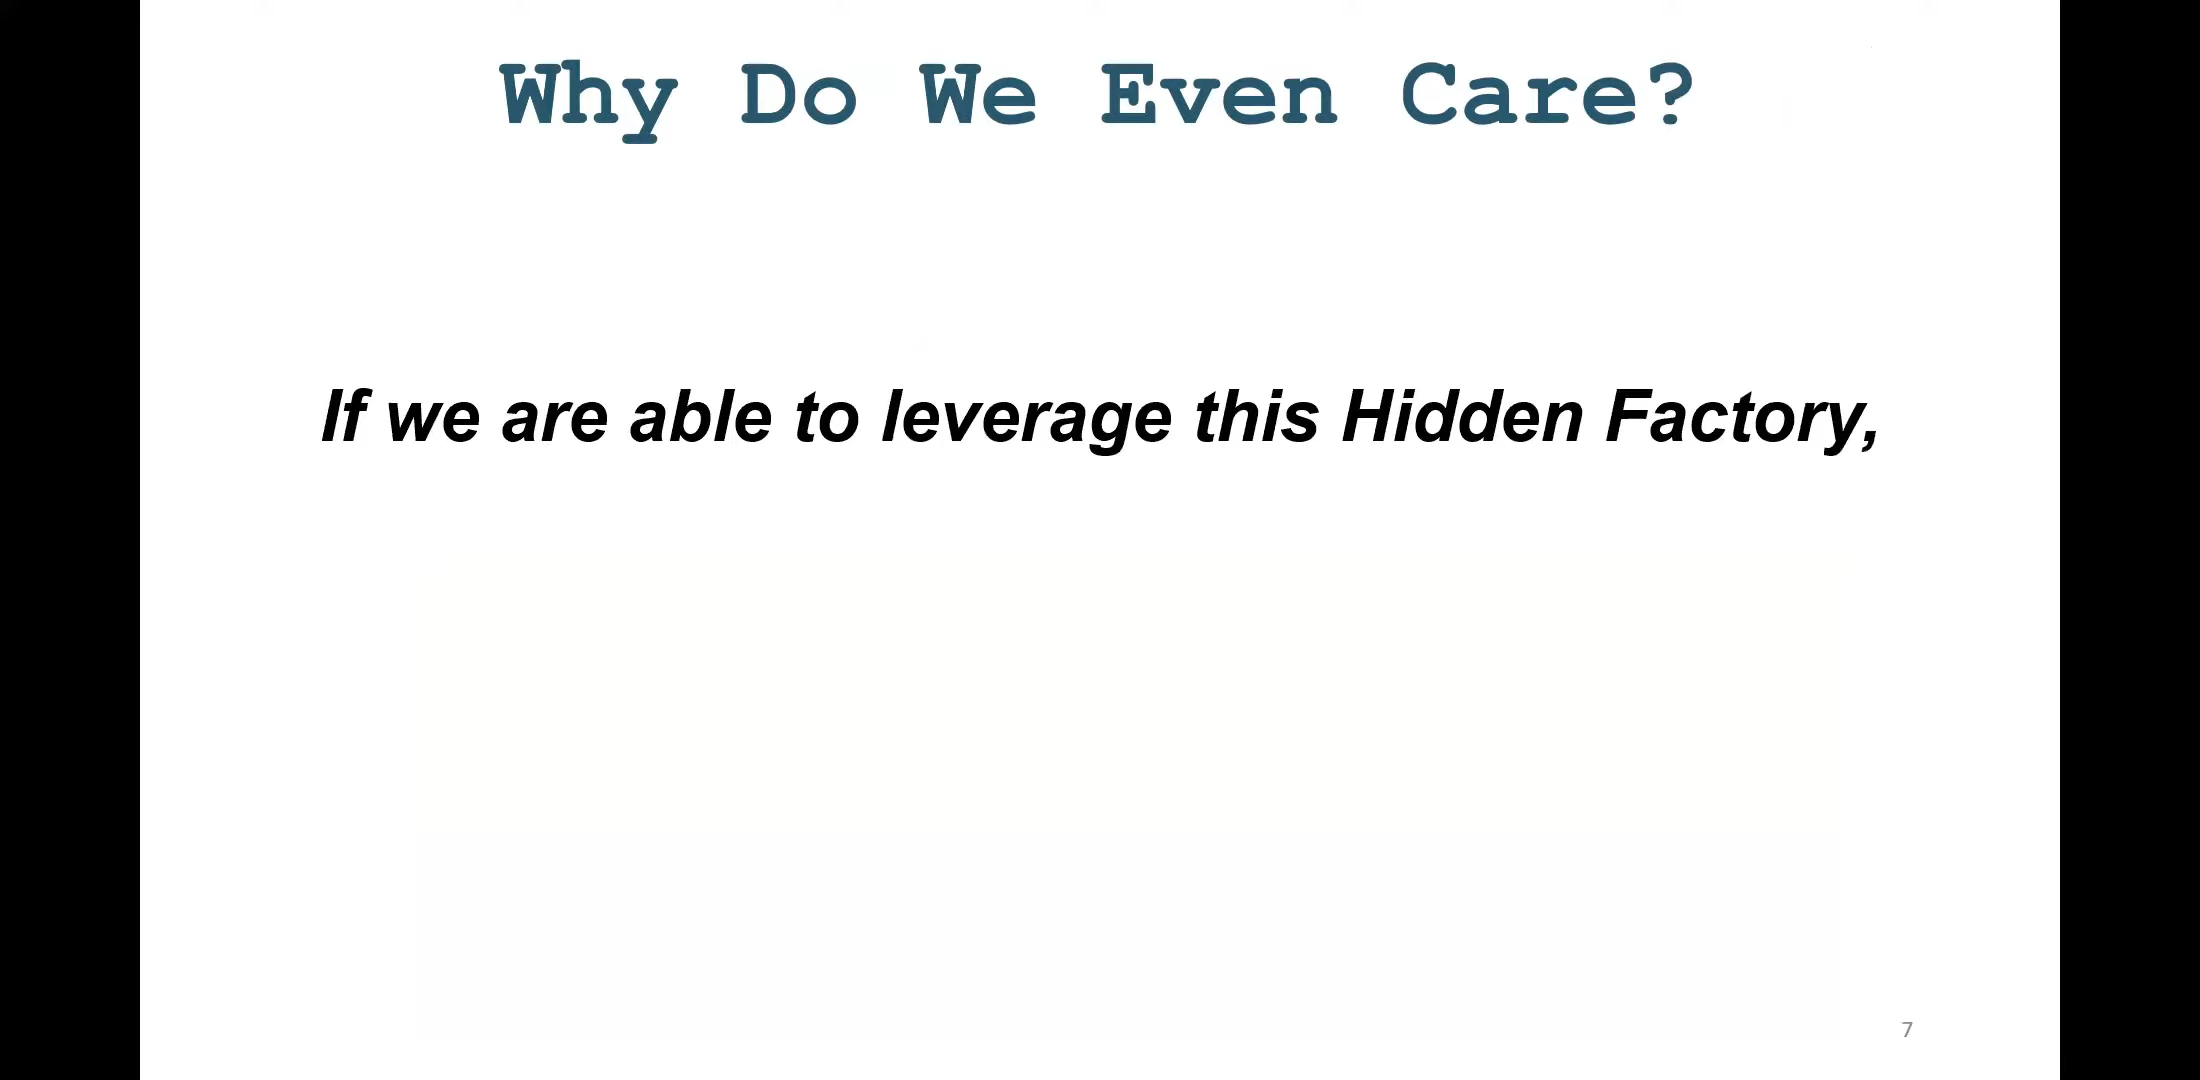 Why Do We Even Care?
If we are able to leverage this Hidden Factory,
7